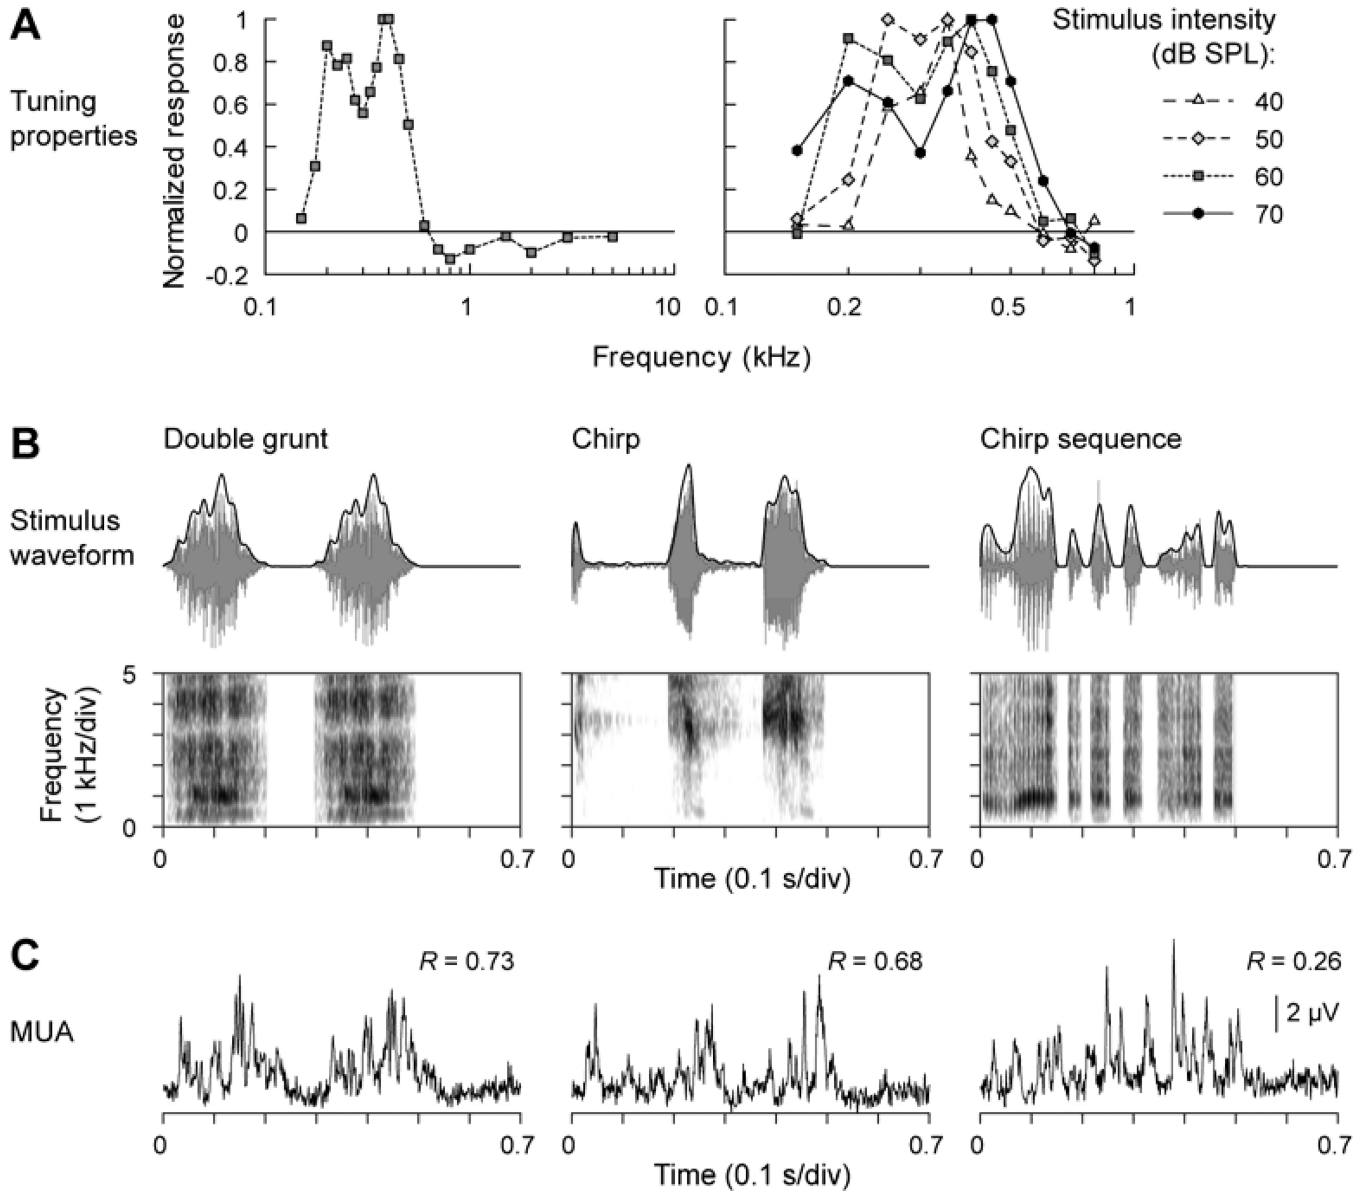 A
Tuning
properties
Normalized response
1
0.8
0.6
0.4
0.2
0
-0.2
0.1
1
10
0.1
0.2
0.5
1
Frequency (kHz)
Stimulus intensity
(dB SPL):
40
50
60
70
B
Double grunt
Chirp
Chirp sequence
Stimulus
waveform
Frequency
(1 kHz/div)
5
0
0
0.7
0
0.7
0
0.7
Time (0.1 s/div)
C
MUA
R = 0.73
R = 0.68
R = 0.26
2 µV
0
0.7
0
0.7
0
0.7
Time (0.1 s/div)